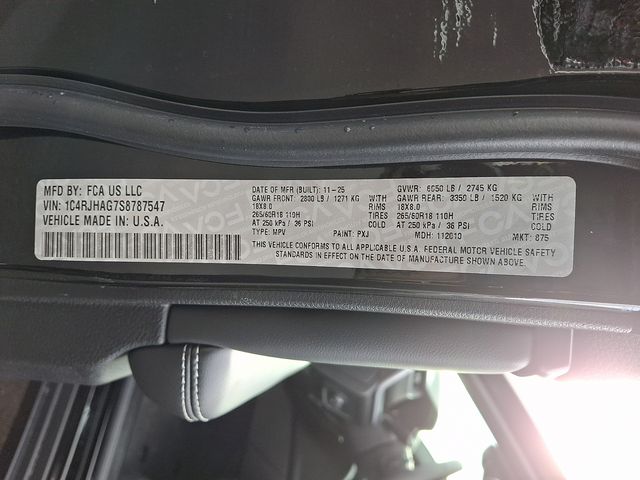 MFD BY: FCA US LLC
VIN: 1C4RJHAG7S8787547
VEHICLE MADE IN U.S.A.
DATE OF MFR (BUILT): 11-25
GAWR FRONT: 2800 LB / 1271 KG WITH
18X8.0 RIMS
265/60R18 110H TIRES
AT 250 kPa / 36 PSI COLD
TYPE: MPV PAINT: PXJ
GVWR: 6050 LB / 2745 KG
GAWR REAR: 3350 LB / 1520 KG WITH
18X8.0 RIMS
265/60R18 110H TIRES
AT 250 kPa / 36 PSI COLD
MDH: MKT: 875
THIS VEHICLE CONFORMS TO ALL APPLICABLE U.S.A. FEDERAL MOTOR VEHICLE SAFETY
STANDARDS IN EFFECT ON THE DATE OF MANUFACTURE SHOWN ABOVE.